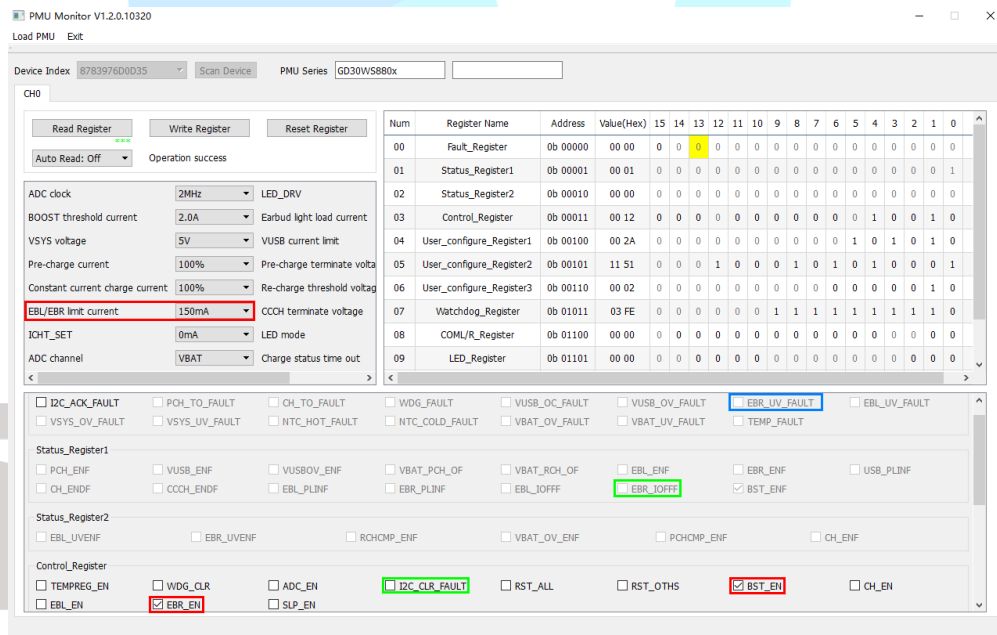 PMU Monitor V1.2.0.10320
Load PMU Exit
Device Index 8783976D0D35 Scan Device PMU Series GD30WS880x
CH0
Read Register Write Register Reset Register
***
Auto Read: Off Operation success
ADC clock 2MHz LED_DRV
BOOST threshold current 2.0A Earbud light load current
VSYS voltage 5V VUSB current limit
Pre-charge current 100% Pre-charge terminate volta
Constant current charge current 100% Re-charge threshold voltag
EBL/EBR limit current 150mA CCCH terminate voltage
ICHT_SET 0mA LED mode
ADC channel VBAT Charge status time out
Num Register Name Address Value(Hex) 15 14 13 12 11 10 9 8 7 6 5 4 3 2 1 0
00 Fault_Register 0b 00000 00 00 0 0 0 0 0 0 0 0 0 0 0 0 0 0 0 0
01 Status_Register1 0b 00001 00 01 0 0 0 0 0 0 0 0 0 0 0 0 0 0 0 1
02 Status_Register2 0b 00010 00 00 0 0 0 0 0 0 0 0 0 0 0 0 0 0 0 0
03 Control_Register 0b 00011 00 12 0 0 0 0 0 0 0 0 0 0 0 1 0 0 1 0
04 User_configure_Register1 0b 00100 00 2A 0 0 0 0 0 0 0 0 0 0 1 0 1 0 1 0
05 User_configure_Register2 0b 00101 11 51 0 0 0 1 0 0 0 1 0 1 0 1 0 0 0 1
06 User_configure_Register3 0b 00110 00 02 0 0 0 0 0 0 0 0 0 0 0 0 0 0 1 0
07 Watchdog_Register 0b 01011 03 FE 0 0 0 0 0 0 1 1 1 1 1 1 1 1 1 0
08 COML/R_Register 0b 01100 00 00 0 0 0 0 0 0 0 0 0 0 0 0 0 0 0 0
09 LED_Register 0b 01101 00 00 0 0 0 0 0 0 0 0 0 0 0 0 0 0 0 0
I2C_ACK_FAULT PCH_TO_FAULT CH_TO_FAULT WDG_FAULT VUSB_OC_FAULT VUSB_OV_FAULT EBR_UV_FAULT EBL_UV_FAULT
VSYS_OV_FAULT VSYS_UV_FAULT NTC_HOT_FAULT NTC_COLD_FAULT VBAT_OV_FAULT VBAT_UV_FAULT TEMP_FAULT
Status_Register1
PCH_ENF VUSB_ENF VUSBOV_ENF VBAT_PCH_OF VBAT_RCH_OF EBL_ENF EBR_ENF USB_PLINF
CH_ENDF CCCH_ENDF EBL_PLINF EBR_PLINF EBL_IOFFF EBR_IOFFF BST_ENF
Status_Register2
EBL_UVENF EBR_UVENF RCHCMP_ENF VBAT_OV_ENF PCHCMP_ENF CH_ENF
Control_Register
TEMPREG_EN WDG_CLR ADC_EN I2C_CLR_FAULT RST_ALL RST_OTHS BST_EN CH_EN
EBL_EN EBR_EN SLP_EN